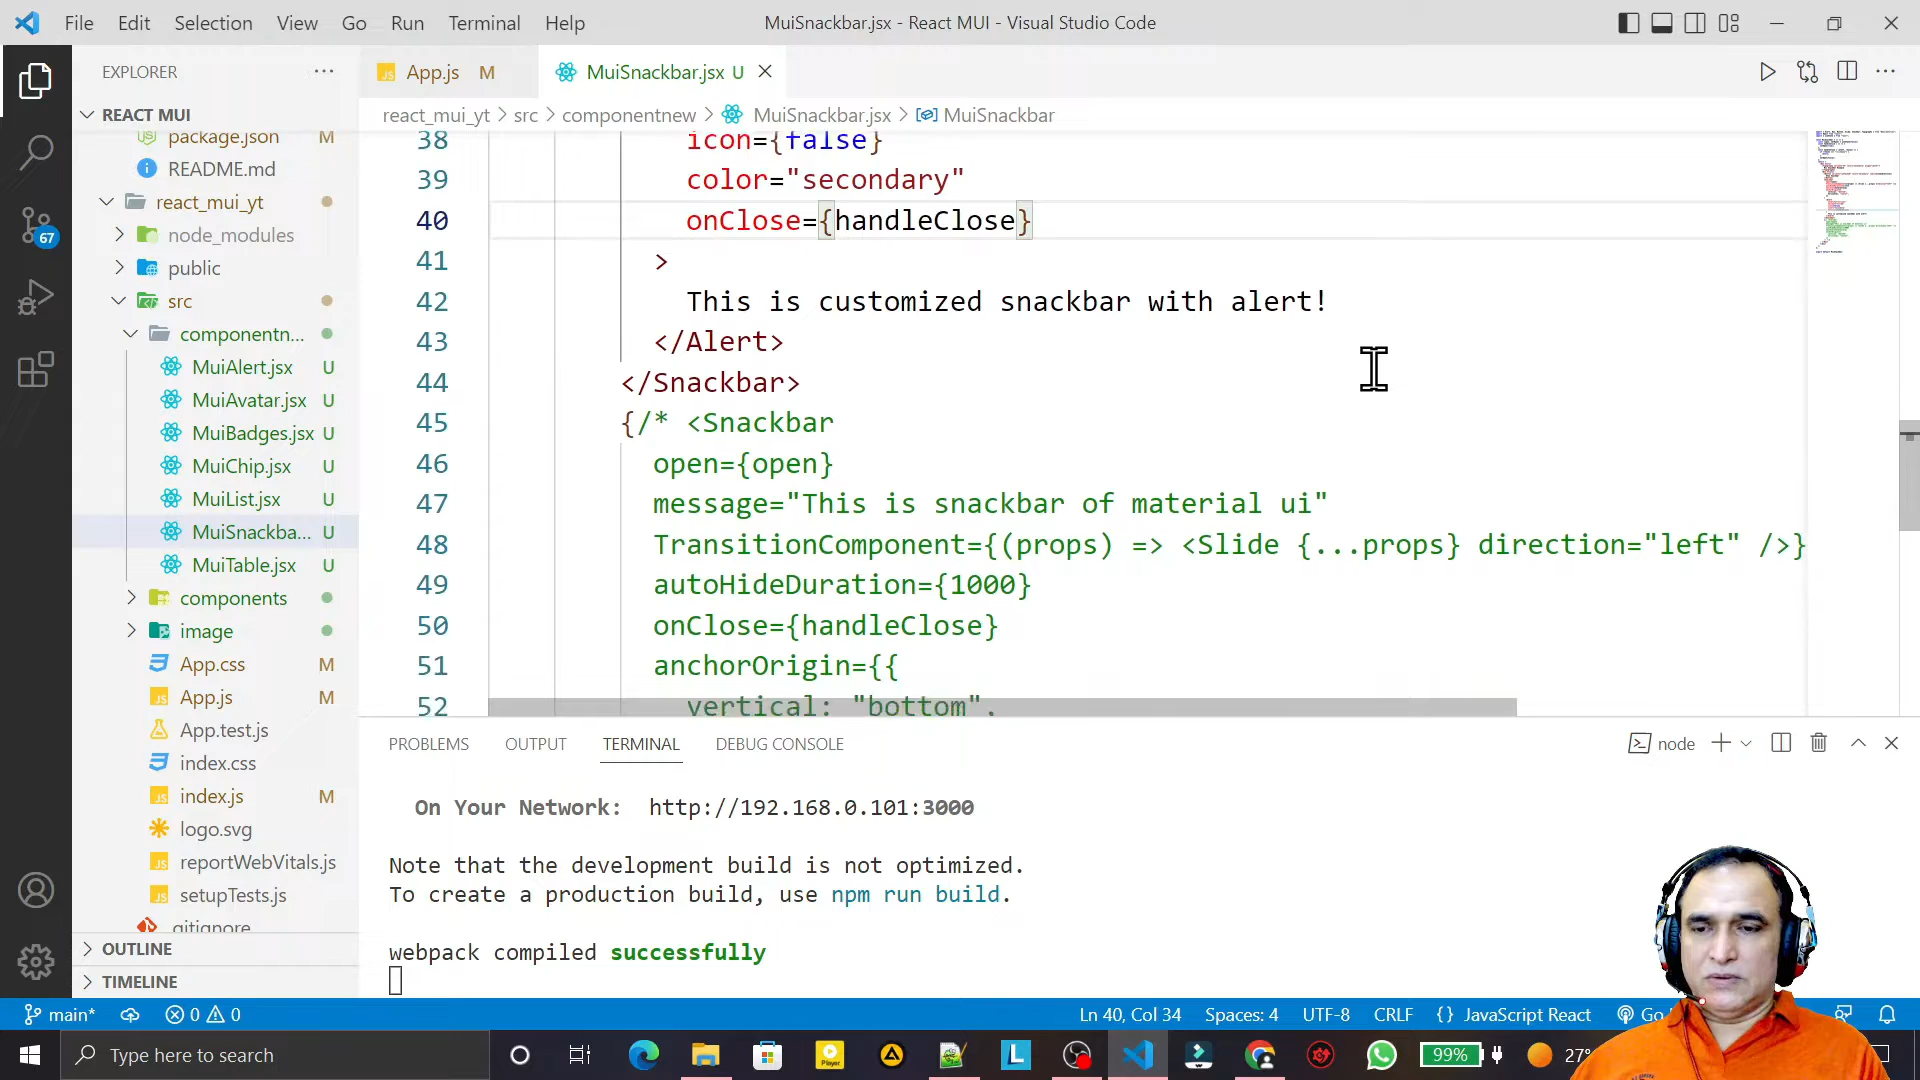 File Edit Selection View Go Run Terminal Help MuiSnackbar.jsx - React MUI - Visual Studio Code
EXPLORER ...
App.js M MuiSnackbar.jsx U
REACT MUI
react_mui_yt > src > componentnew > MuiSnackbar.jsx > MuiSnackbar
package.json M
README.md
react_mui_yt
node_modules
public
src
componentn...
MuiAlert.jsx U
MuiAvatar.jsx U
MuiBadges.jsx U
MuiChip.jsx U
MuiList.jsx U
MuiSnackba... U
MuiTable.jsx U
components
image
App.css M
App.js M
App.test.js
index.css
index.js M
logo.svg
reportWebVitals.js
setupTests.js
.gitignore
OUTLINE
TIMELINE
67
38 icon={false}
39 color="secondary"
40 onClose={handleClose}
41 >
42 This is customized snackbar with alert!
43 </Alert>
44 </Snackbar>
45 {/* <Snackbar
46 open={open}
47 message="This is snackbar of material ui"
48 TransitionComponent={(props) => <Slide {...props} direction="left" />}
49 autoHideDuration={1000}
50 onClose={handleClose}
51 anchorOrigin={{
52 vertical: "bottom",
PROBLEMS OUTPUT TERMINAL DEBUG CONSOLE node
On Your Network: http://192.168.0.101:3000
Note that the development build is not optimized.
To create a production build, use npm run build.
webpack compiled successfully
main* 0 0 Ln 40, Col 34 Spaces: 4 UTF-8 CRLF {} JavaScript React Go
Type here to search 99% 27°